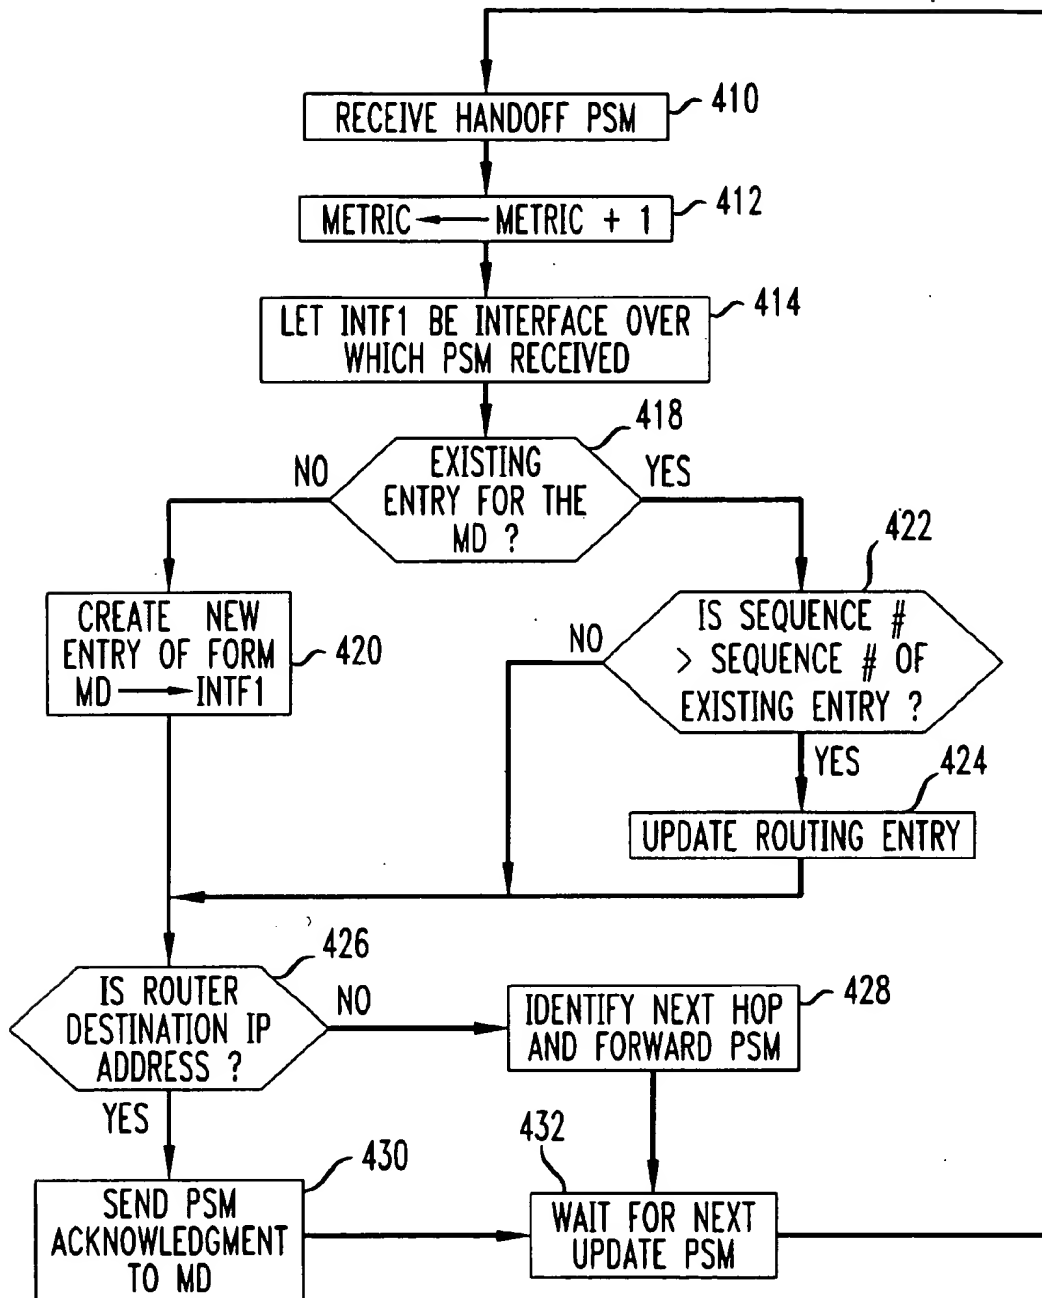 RECEIVE HANDOFF PSM
410
METRIC ← METRIC + 1
412
LET INTF1 BE INTERFACE OVER
WHICH PSM RECEIVED
414
418
NO
EXISTING
ENTRY FOR THE
MD ?
YES
422
CREATE NEW
ENTRY OF FORM
MD → INTF1
420
NO
IS SEQUENCE #
> SEQUENCE # OF
EXISTING ENTRY ?
YES
424
UPDATE ROUTING ENTRY
426
IS ROUTER
DESTINATION IP
ADDRESS ?
NO
IDENTIFY NEXT HOP
AND FORWARD PSM
428
YES
430
432
SEND PSM
ACKNOWLEDGMENT
TO MD
WAIT FOR NEXT
UPDATE PSM